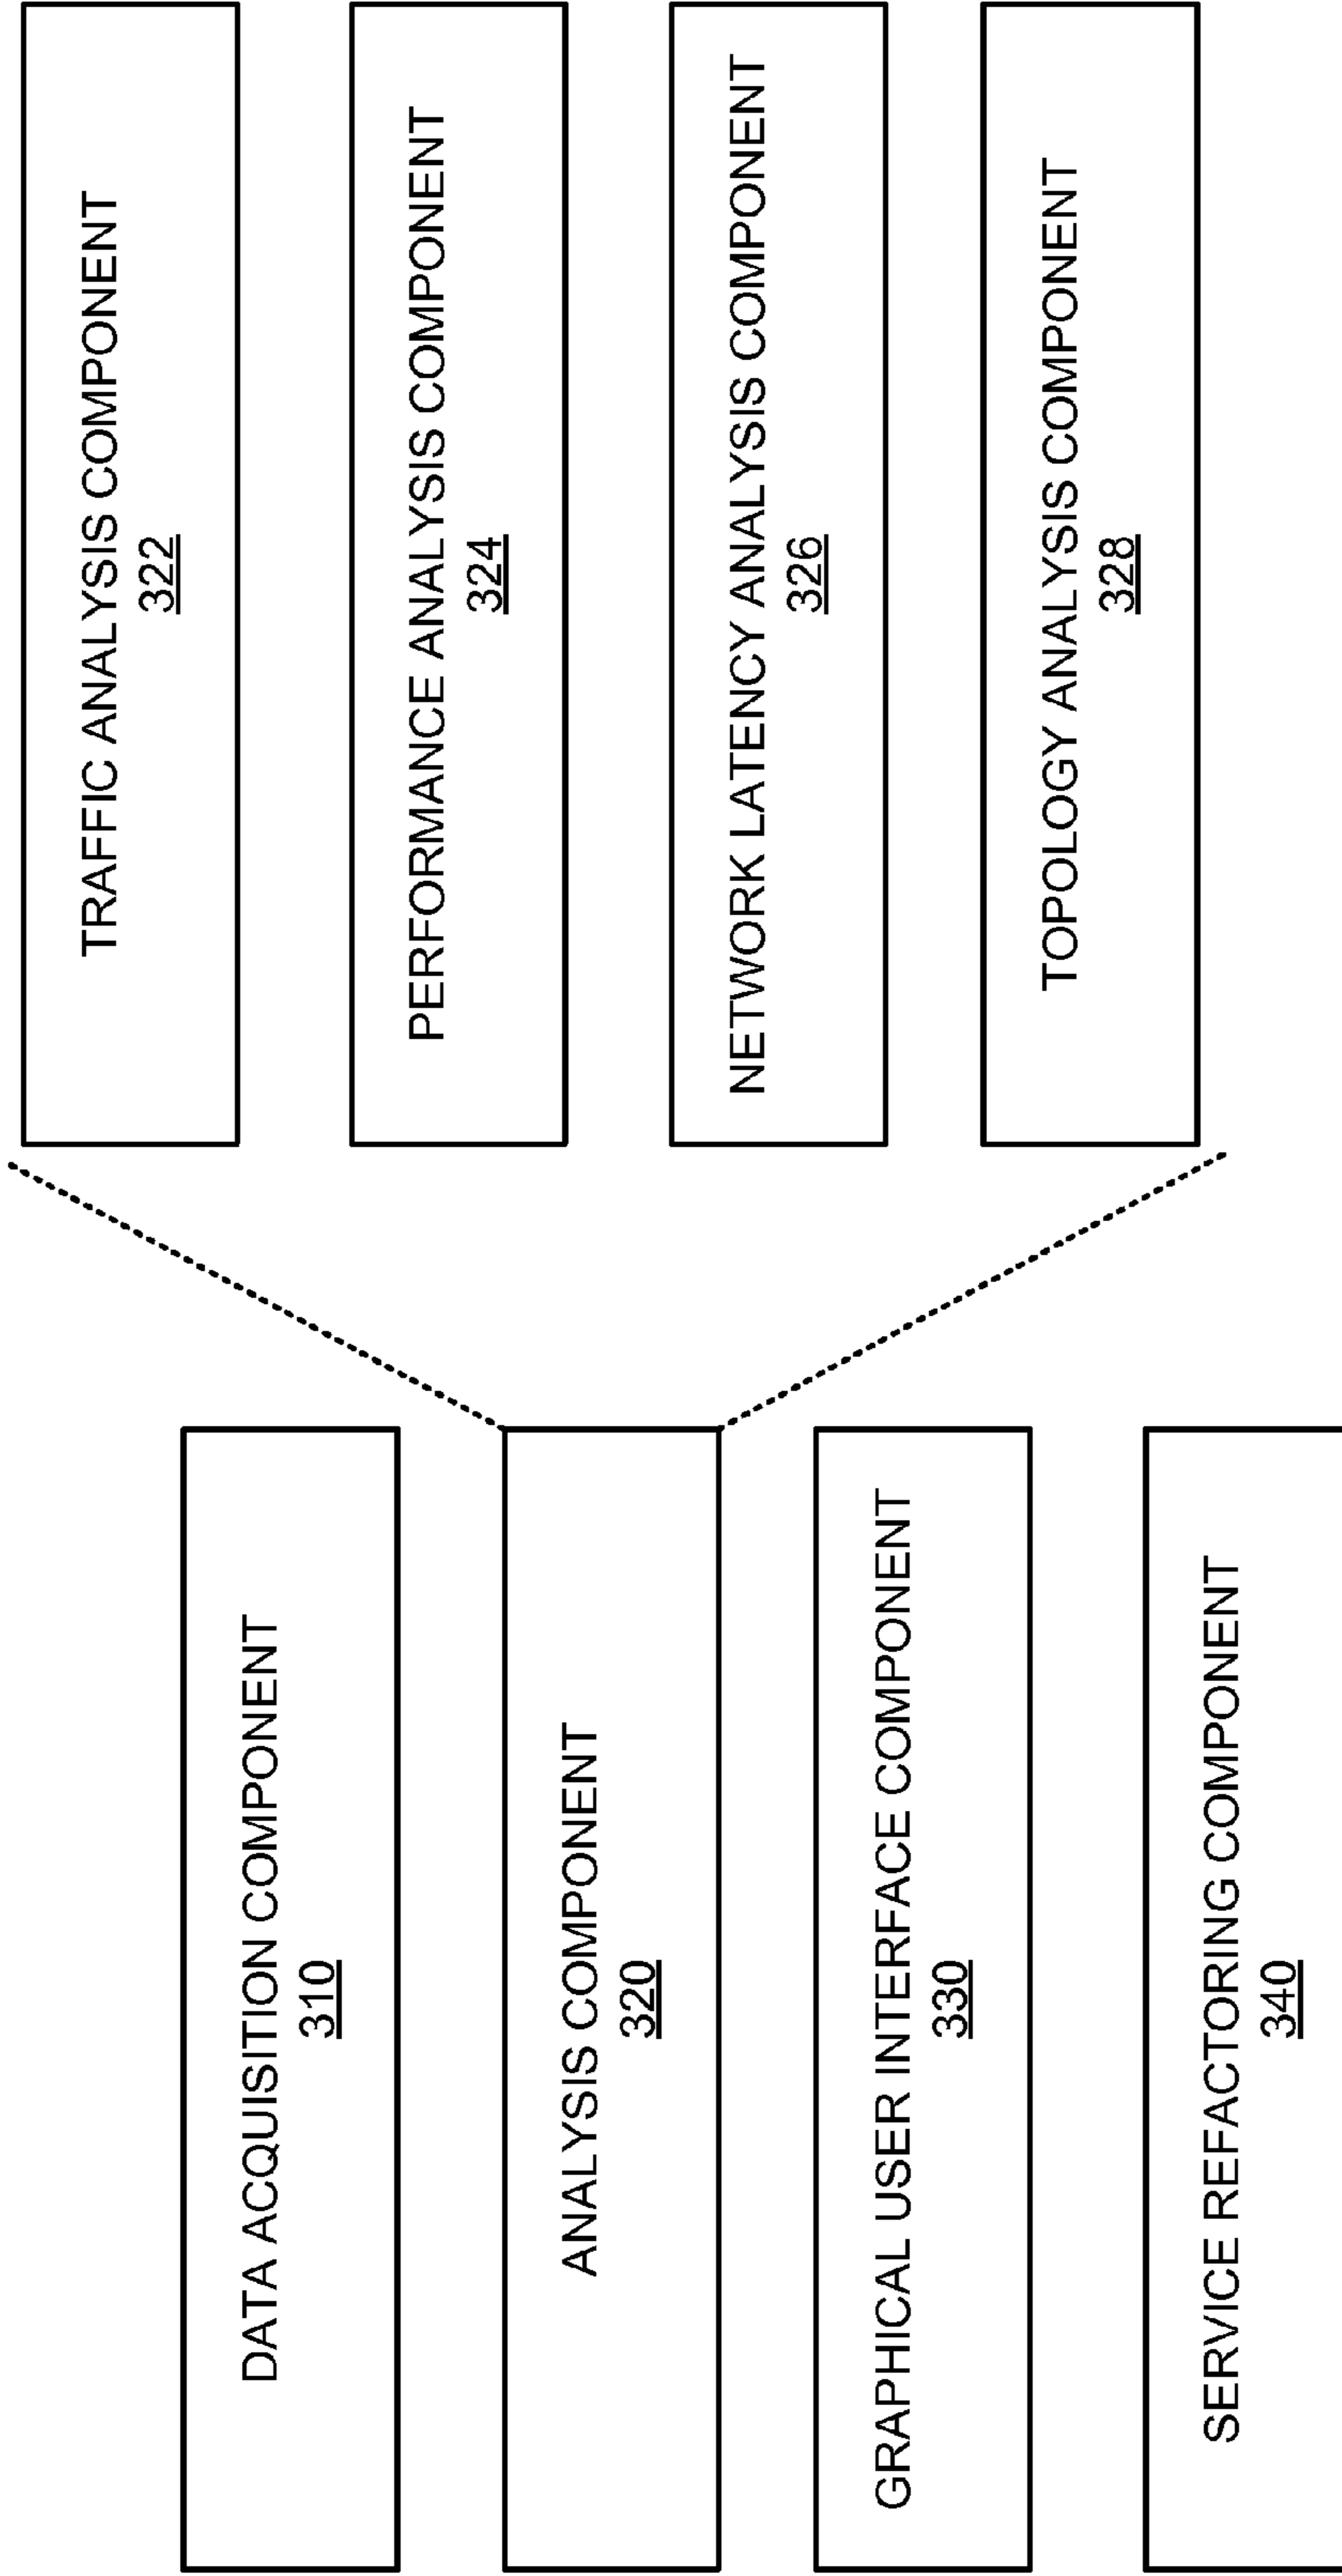 DATA ACQUISITION COMPONENT
310
ANALYSIS COMPONENT
320
GRAPHICAL USER INTERFACE COMPONENT
330
SERVICE REFACTORING COMPONENT
340
TRAFFIC ANALYSIS COMPONENT
322
PERFORMANCE ANALYSIS COMPONENT
324
NETWORK LATENCY ANALYSIS COMPONENT
326
TOPOLOGY ANALYSIS COMPONENT
328